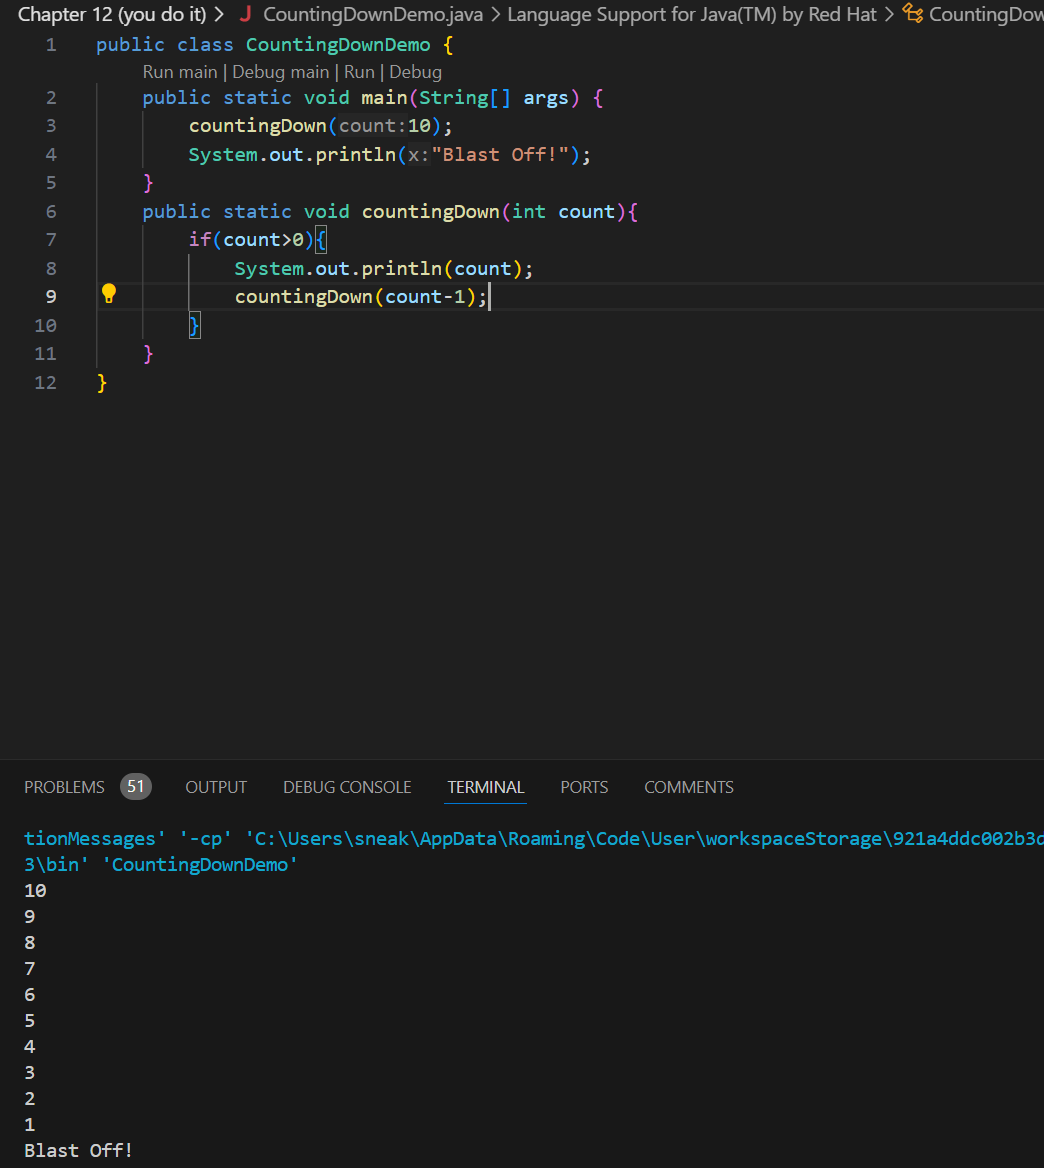 Chapter 12 (you do it) > J CountingDownDemo.java > Language Support for Java(TM) by Red Hat > CountingDow
1 public class CountingDownDemo {
Run main | Debug main | Run | Debug
2 public static void main(String[] args) {
3 countingDown(count:10);
4 System.out.println(x:"Blast Off!");
5 }
6 public static void countingDown(int count){
7 if(count>0){
8 System.out.println(count);
9 countingDown(count-1);
10 }
11 }
12 }
PROBLEMS 51 OUTPUT DEBUG CONSOLE TERMINAL PORTS COMMENTS
tionMessages' '-cp' 'C:\Users\sneak\AppData\Roaming\Code\User\workspaceStorage\921a4ddc002b3c
3\bin' 'CountingDownDemo'
10
9
8
7
6
5
4
3
2
1
Blast Off!